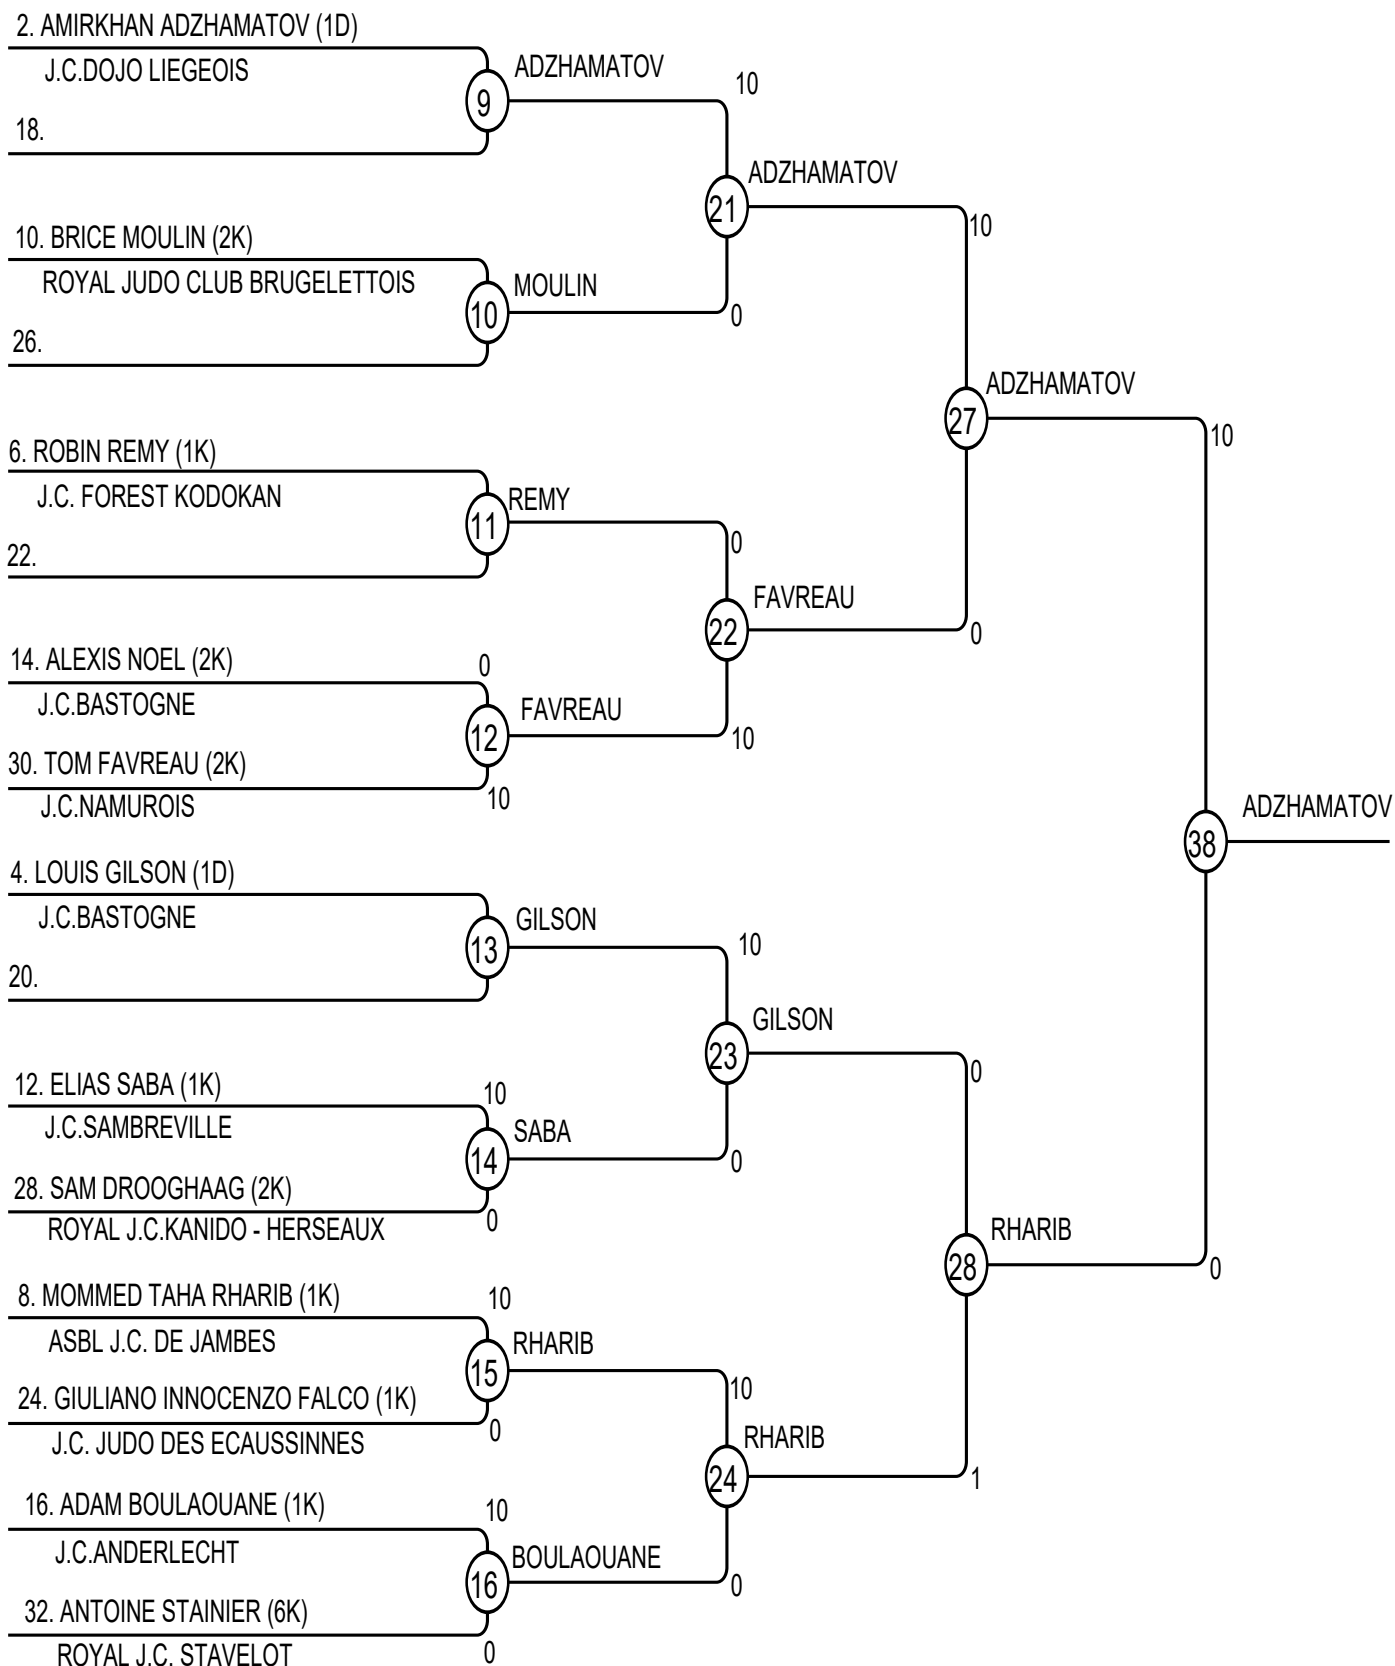 2. AMIRKHAN ADZHAMATOV (1D)
J.C.DOJO LIEGEOIS
9
ADZHAMATOV
10
18.
21
ADZHAMATOV
10
10. BRICE MOULIN (2K)
ROYAL JUDO CLUB BRUGELETTOIS
10
MOULIN
0
26.
27
ADZHAMATOV
10
6. ROBIN REMY (1K)
J.C. FOREST KODOKAN
11
REMY
0
22.
22
FAVREAU
0
14. ALEXIS NOEL (2K)
0
J.C.BASTOGNE
12
FAVREAU
10
30. TOM FAVREAU (2K)
10
J.C.NAMUROIS
38
ADZHAMATOV
4. LOUIS GILSON (1D)
J.C.BASTOGNE
13
GILSON
10
20.
23
GILSON
0
12. ELIAS SABA (1K)
10
J.C.SAMBREVILLE
14
SABA
0
28. SAM DROOGHAAG (2K)
0
ROYAL J.C.KANIDO - HERSEAUX
28
RHARIB
0
8. MOMMED TAHA RHARIB (1K)
10
ASBL J.C. DE JAMBES
15
RHARIB
10
24. GIULIANO INNOCENZO FALCO (1K)
0
J.C. JUDO DES ECAUSSINNES
24
RHARIB
1
16. ADAM BOULAOUANE (1K)
10
J.C.ANDERLECHT
16
BOULAOUANE
0
32. ANTOINE STAINIER (6K)
0
ROYAL J.C. STAVELOT